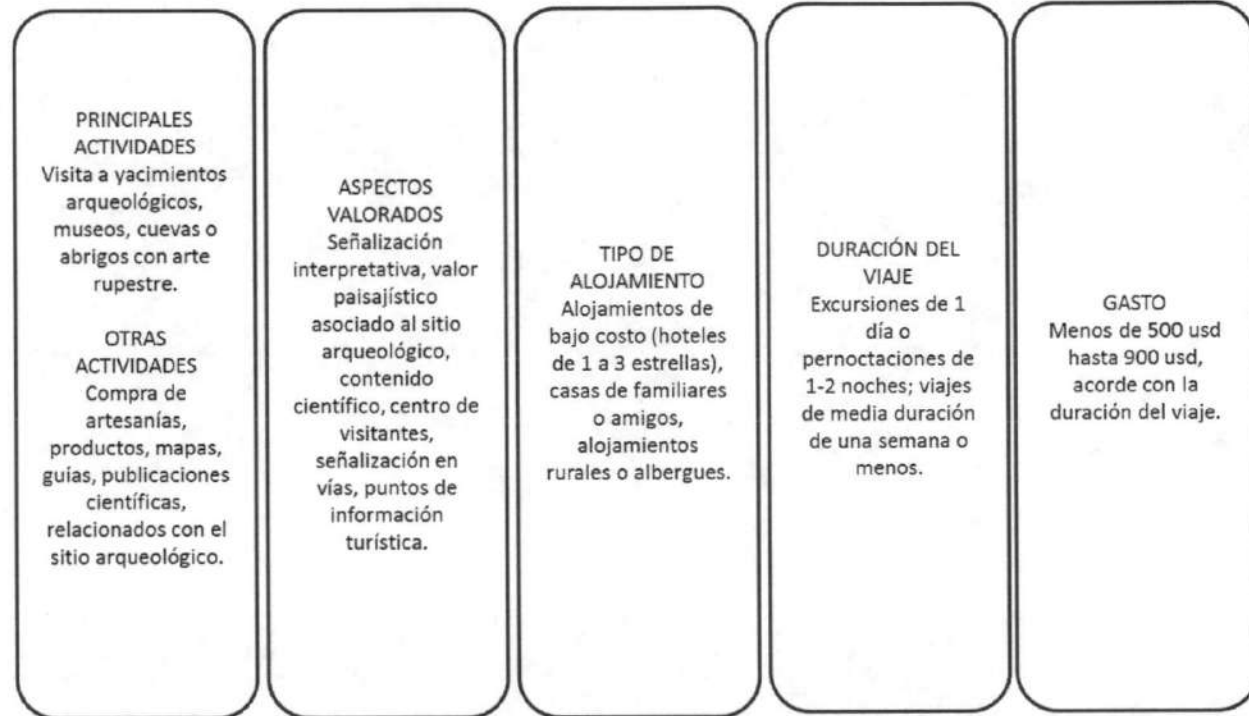 PRINCIPALES
ACTIVIDADES
Visita a yacimientos
arqueológicos,
museos, cuevas o
abrigos con arte
rupestre.
OTRAS
ACTIVIDADES
Compra de
artesanías,
productos, mapas,
guías, publicaciones
científicas,
relacionados con el
sitio arqueológico.
ASPECTOS
VALORADOS
Señalización
interpretativa, valor
paisajístico
asociado al sitio
arqueológico,
contenido
científico, centro de
visitantes,
señalización en
vías, puntos de
información
turística.
TIPO DE
ALOJAMIENTO
Alojamientos de
bajo costo (hoteles
de 1 a 3 estrellas),
casas de familiares
o amigos,
alojamientos
rurales o albergues.
DURACIÓN DEL
VIAJE
Excursiones de 1
día o
pernoctaciones de
1-2 noches; viajes
de media duración
de una semana o
menos.
GASTO
Menos de 500 usd
hasta 900 usd,
acorde con la
duración del viaje.